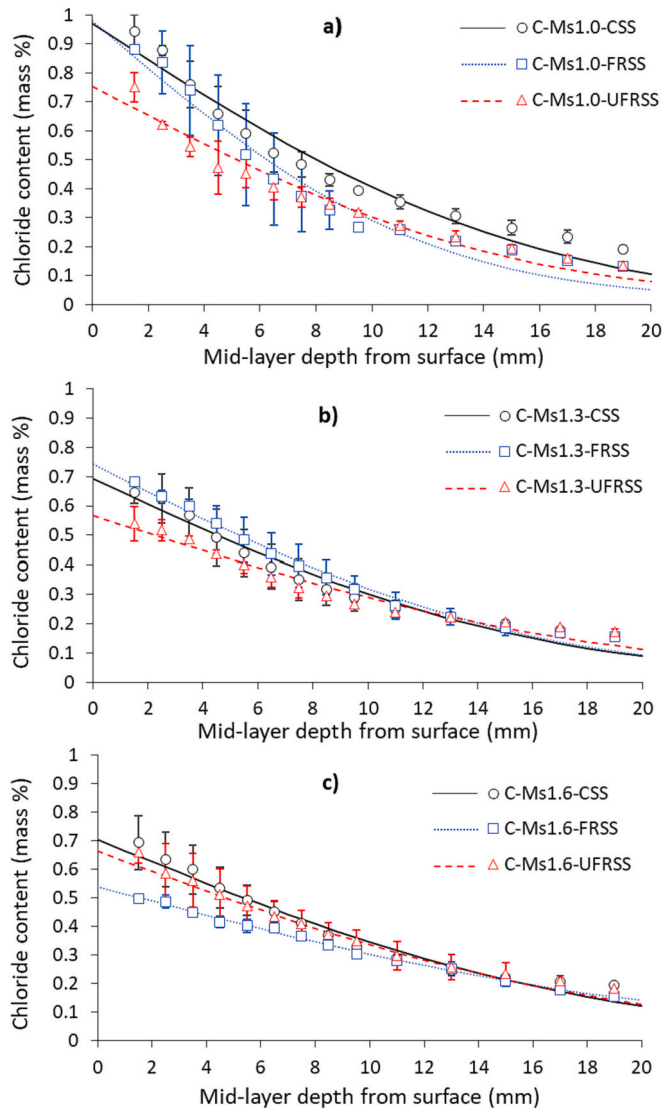 a)
C-Ms1.0-CSS
C-Ms1.0-FRSS
C-Ms1.0-UFRSS
Chloride content (mass %)
1
0.9
0.8
0.7
0.6
0.5
0.4
0.3
0.2
0.1
0
0 2 4 6 8 10 12 14 16 18 20
Mid-layer depth from surface (mm)
b)
C-Ms1.3-CSS
C-Ms1.3-FRSS
C-Ms1.3-UFRSS
Chloride content (mass %)
1
0.9
0.8
0.7
0.6
0.5
0.4
0.3
0.2
0.1
0
0 2 4 6 8 10 12 14 16 18 20
Mid-layer depth from surface (mm)
c)
C-Ms1.6-CSS
C-Ms1.6-FRSS
C-Ms1.6-UFRSS
Chloride content (mass %)
1
0.9
0.8
0.7
0.6
0.5
0.4
0.3
0.2
0.1
0
0 2 4 6 8 10 12 14 16 18 20
Mid-layer depth from surface (mm)